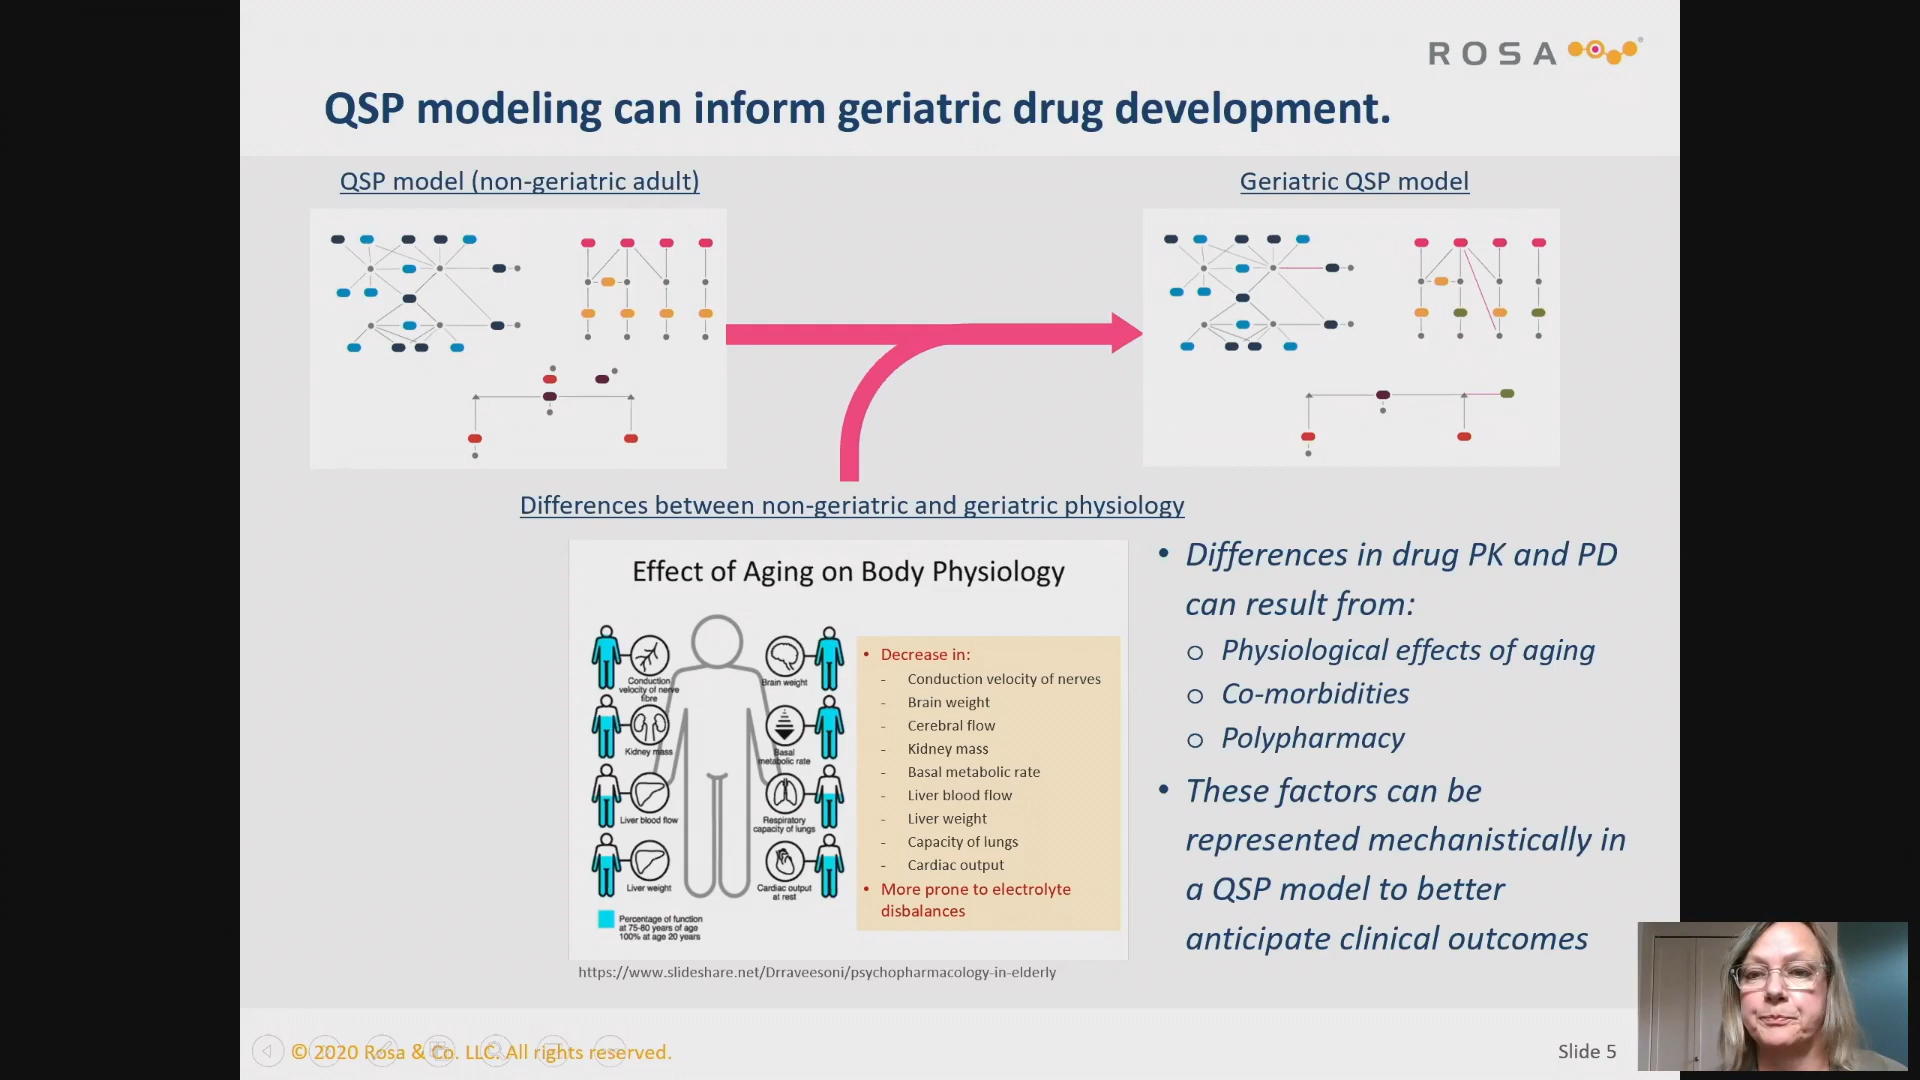 ROSA
QSP modeling can inform geriatric drug development.
QSP model (non-geriatric adult)
Geriatric QSP model
Differences between non-geriatric and geriatric physiology
Effect of Aging on Body Physiology
Conduction
velocity of nerve
fibre
Kidney mass
Liver blood flow
Liver weight
Brain weight
Basal
metabolic rate
Respiratory
capacity of lungs
Cardiac output
at rest
Percentage of function
at 75-80 years of age
100% at age 20 years
• Decrease in:
- Conduction velocity of nerves
- Brain weight
- Cerebral flow
- Kidney mass
- Basal metabolic rate
- Liver blood flow
- Liver weight
- Capacity of lungs
- Cardiac output
• More prone to electrolyte
disbalances
https://www.slideshare.net/Drraveesoni/psychopharmacology-in-elderly
• Differences in drug PK and PD
can result from:
o Physiological effects of aging
o Co-morbidities
o Polypharmacy
• These factors can be
represented mechanistically in
a QSP model to better
anticipate clinical outcomes
© 2020 Rosa & Co. LLC. All rights reserved.
Slide 5